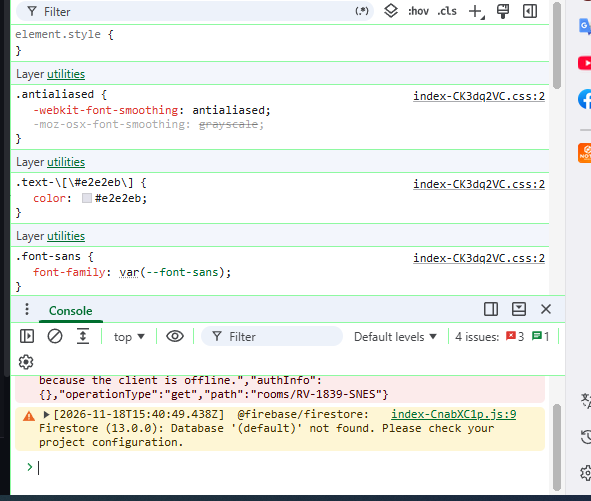 Filter
(.*)
:hov .cls
element.style {
}
Layer utilities
.antialiased {
index-CK3dq2VC.css:2
-webkit-font-smoothing: antialiased;
-moz-osx-font-smoothing: grayscale;
}
Layer utilities
.text-\[\#e2e2eb\] {
index-CK3dq2VC.css:2
color: #e2e2eb;
}
Layer utilities
.font-sans {
index-CK3dq2VC.css:2
font-family: var(--font-sans);
}
Console
top
Filter
Default levels
4 issues: 3 1
because the client is offline.","authInfo":
{},"operationType":"get","path":"rooms/RV-1839-SNES"}
[2026-11-18T15:40:49.438Z] @firebase/firestore: index-CnabXC1p.js:9
Firestore (13.0.0): Database '(default)' not found. Please check your
project configuration.
>